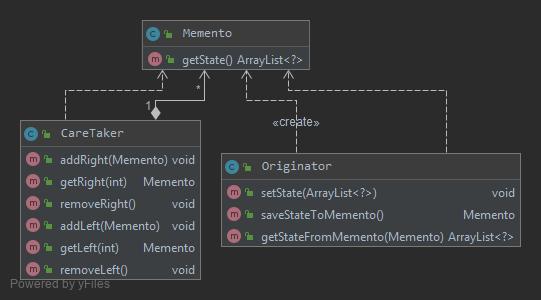 Memento
getState() ArrayList<?>
1
*
«create»
CareTaker
addRight(Memento) void
getRight(int) Memento
removeRight() void
addLeft(Memento) void
getLeft(int) Memento
removeLeft() void
Originator
setState(ArrayList<?>) void
saveStateToMemento() Memento
getStateFromMemento(Memento) ArrayList<?>
Powered by yFiles